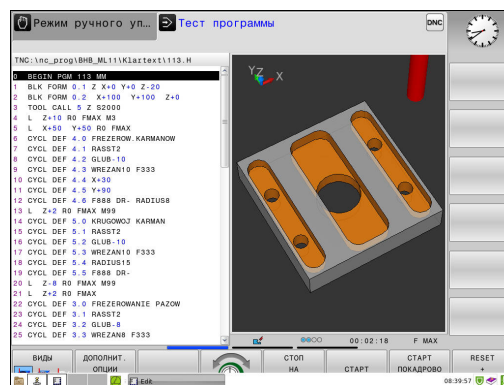 Режим ручного уп…
Тест программы
DNC
TNC:\nc_prog\BHB_ML11\Klartext\113.H
0 BEGIN PGM 113 MM
1 BLK FORM 0.1 Z X+0 Y+0 Z-20
2 BLK FORM 0.2 X+100 Y+100 Z+0
3 TOOL CALL 5 Z S2000
4 L Z+10 R0 FMAX M3
5 L X+50 Y+50 R0 FMAX
6 CYCL DEF 4.0 FREZEROW.KARMANOW
7 CYCL DEF 4.1 RASST2
8 CYCL DEF 4.2 GLUB-10
9 CYCL DEF 4.3 WREZAN10 F333
10 CYCL DEF 4.4 X+30
11 CYCL DEF 4.5 Y+90
12 CYCL DEF 4.6 F888 DR- RADIUS8
13 L Z+2 R0 FMAX M99
14 CYCL DEF 5.0 KRUGOWOJ KARMAN
15 CYCL DEF 5.1 RASST2
16 CYCL DEF 5.2 GLUB-10
17 CYCL DEF 5.3 WREZAN10 F333
18 CYCL DEF 5.4 RADIUS15
19 CYCL DEF 5.5 F888 DR-
20 L Z-8 R0 FMAX M99
21 L Z+2 R0 FMAX
22 CYCL DEF 3.0 FREZEROWANIE PAZOW
23 CYCL DEF 3.1 RASST2
24 CYCL DEF 3.2 GLUB-8
25 CYCL DEF 3.3 WREZAN8 F333
YZ X
00:02:18 F MAX
ВИДЫ
ДОПОЛНИТ.
ОПЦИИ
СТОП
НА
СТАРТ
СТАРТ
ПОКАДРОВО
RESET
+
Edit
08:39:57